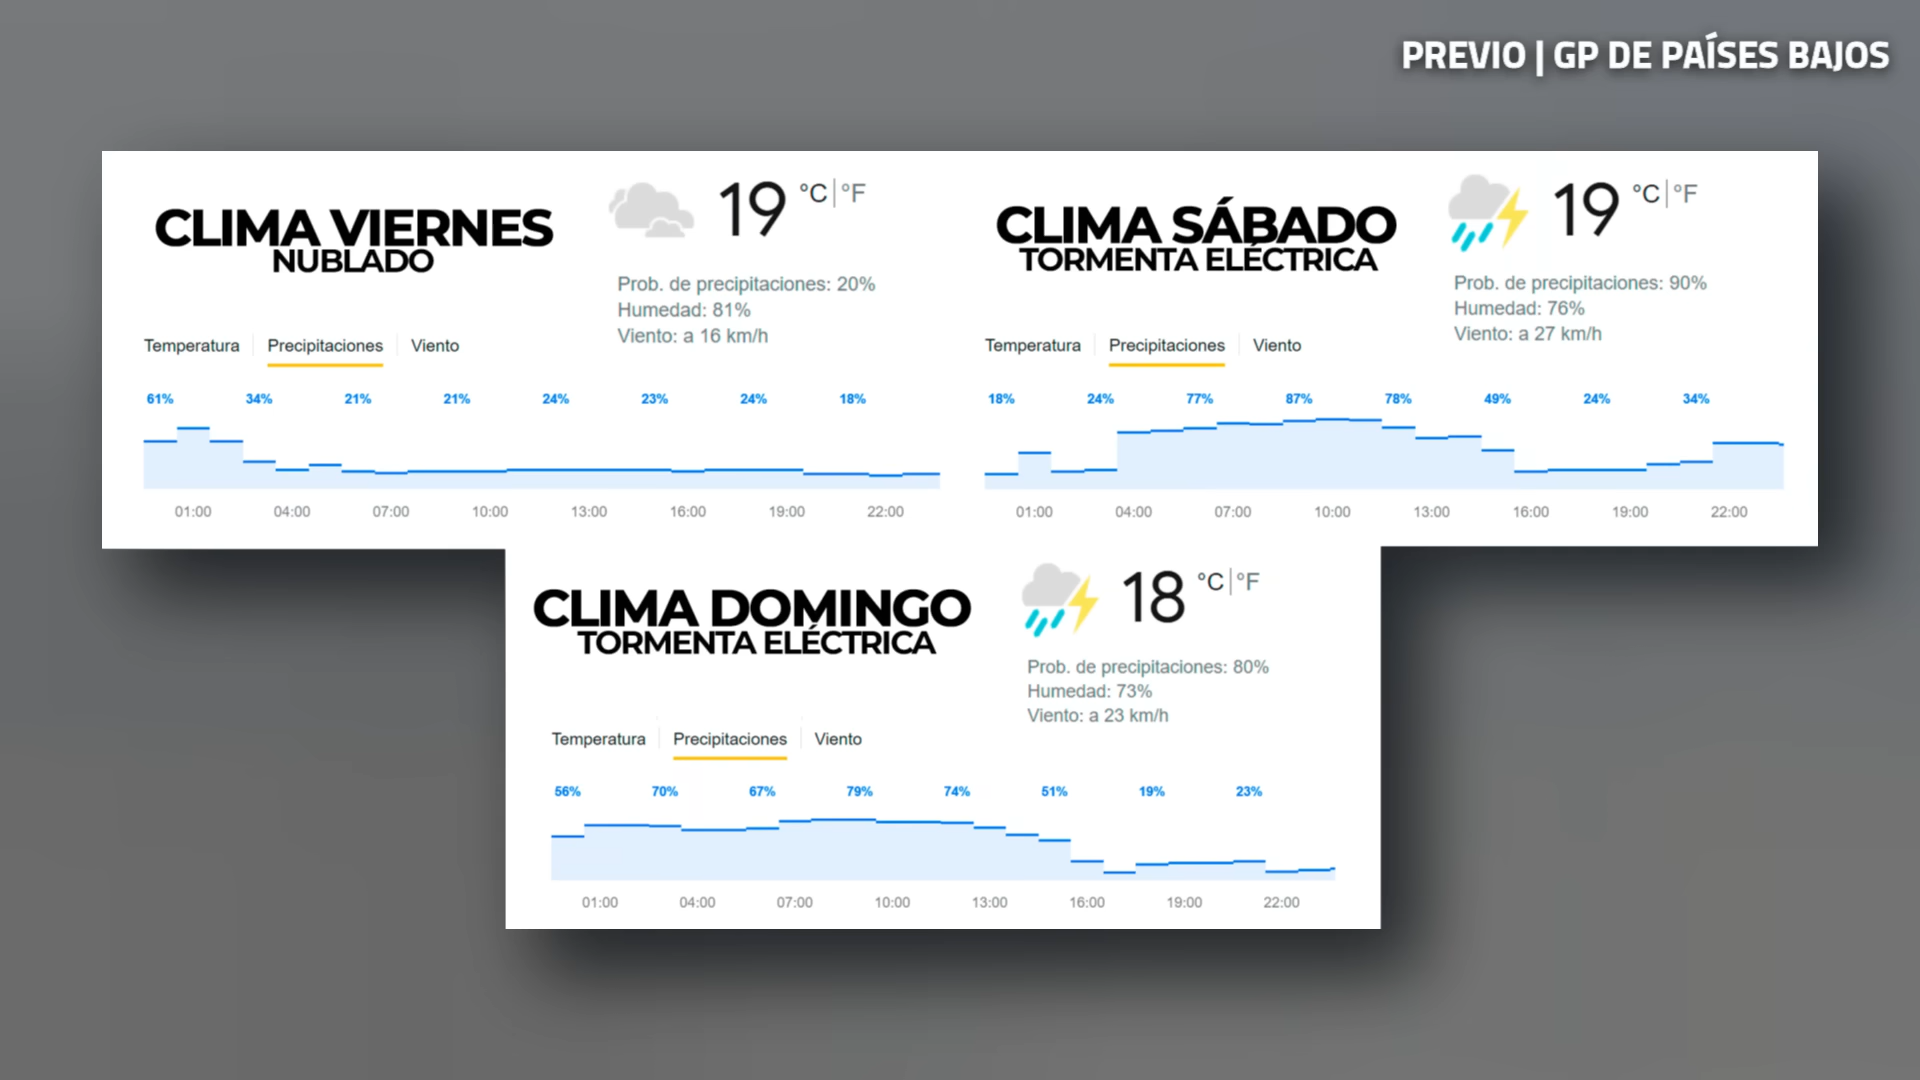 PREVIO | GP DE PAÍSES BAJOS
CLIMA VIERNES
NUBLADO
19 °C | °F
Prob. de precipitaciones: 20%
Humedad: 81%
Viento: a 16 km/h
Temperatura Precipitaciones Viento
61% 34% 21% 21% 24% 23% 24% 18%
01:00 04:00 07:00 10:00 13:00 16:00 19:00 22:00
CLIMA SÁBADO
TORMENTA ELÉCTRICA
19 °C | °F
Prob. de precipitaciones: 90%
Humedad: 76%
Viento: a 27 km/h
Temperatura Precipitaciones Viento
18% 24% 77% 87% 78% 49% 24% 34%
01:00 04:00 07:00 10:00 13:00 16:00 19:00 22:00
CLIMA DOMINGO
TORMENTA ELÉCTRICA
18 °C | °F
Prob. de precipitaciones: 80%
Humedad: 73%
Viento: a 23 km/h
Temperatura Precipitaciones Viento
56% 70% 67% 79% 74% 51% 19% 23%
01:00 04:00 07:00 10:00 13:00 16:00 19:00 22:00